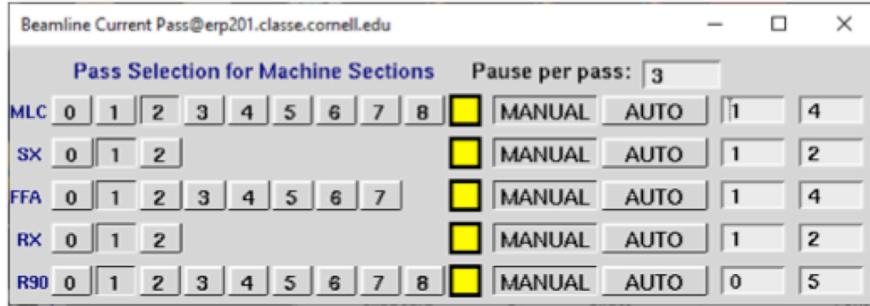 Beamline Current Pass@erp201.classe.cornell.edu
Pass Selection for Machine Sections Pause per pass: 3
MLC 0 1 2 3 4 5 6 7 8 MANUAL AUTO 1 4
SX 0 1 2 MANUAL AUTO 1 2
FFA 0 1 2 3 4 5 6 7 MANUAL AUTO 1 4
RX 0 1 2 MANUAL AUTO 1 2
R90 0 1 2 3 4 5 6 7 8 MANUAL AUTO 0 5